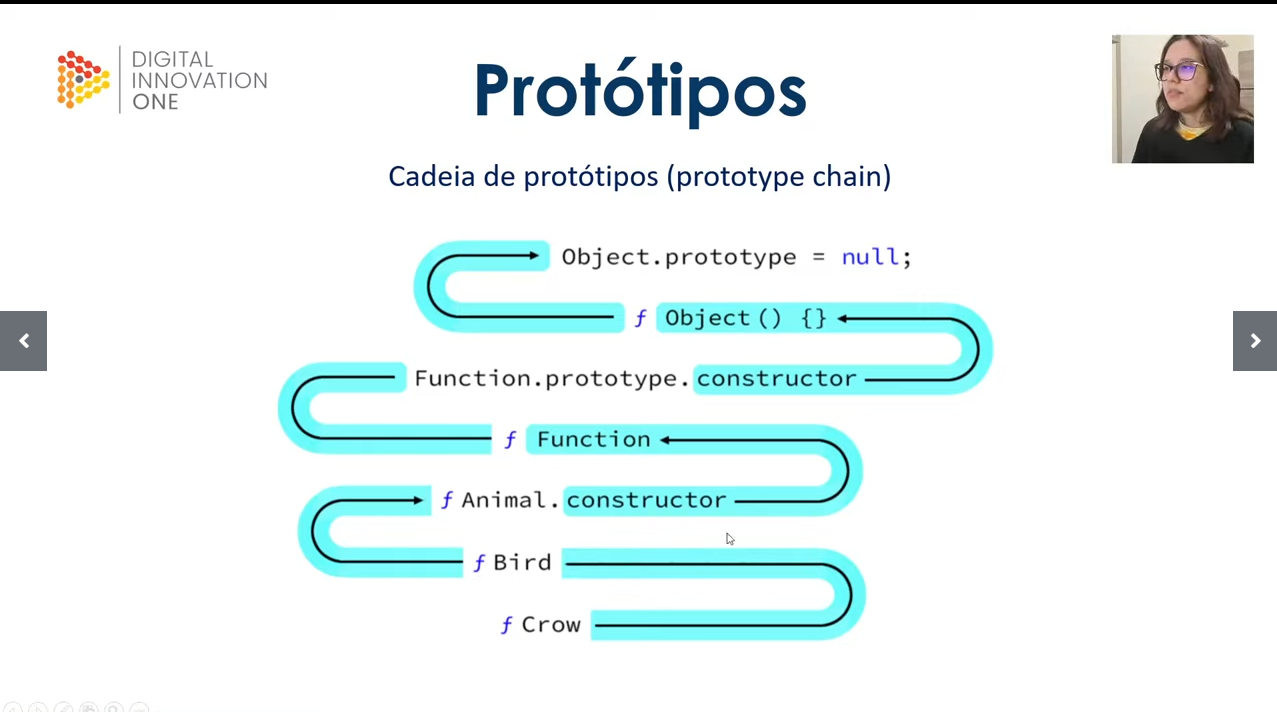 DIGITAL
INNOVATION
ONE
Protótipos
Cadeia de protótipos (prototype chain)
Object.prototype = null;
ƒ Object() {}
Function.prototype.constructor
ƒ Function
ƒ Animal.constructor
ƒ Bird
ƒ Crow